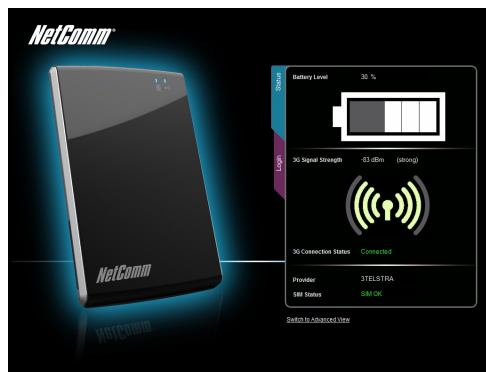 NetComm®
Status
Login
Battery Level 30 %
3G Signal Strength -83 dBm (strong)
3G Connection Status Connected
Provider 3TELSTRA
SIM Status SIM OK
NetComm
Switch to Advanced View